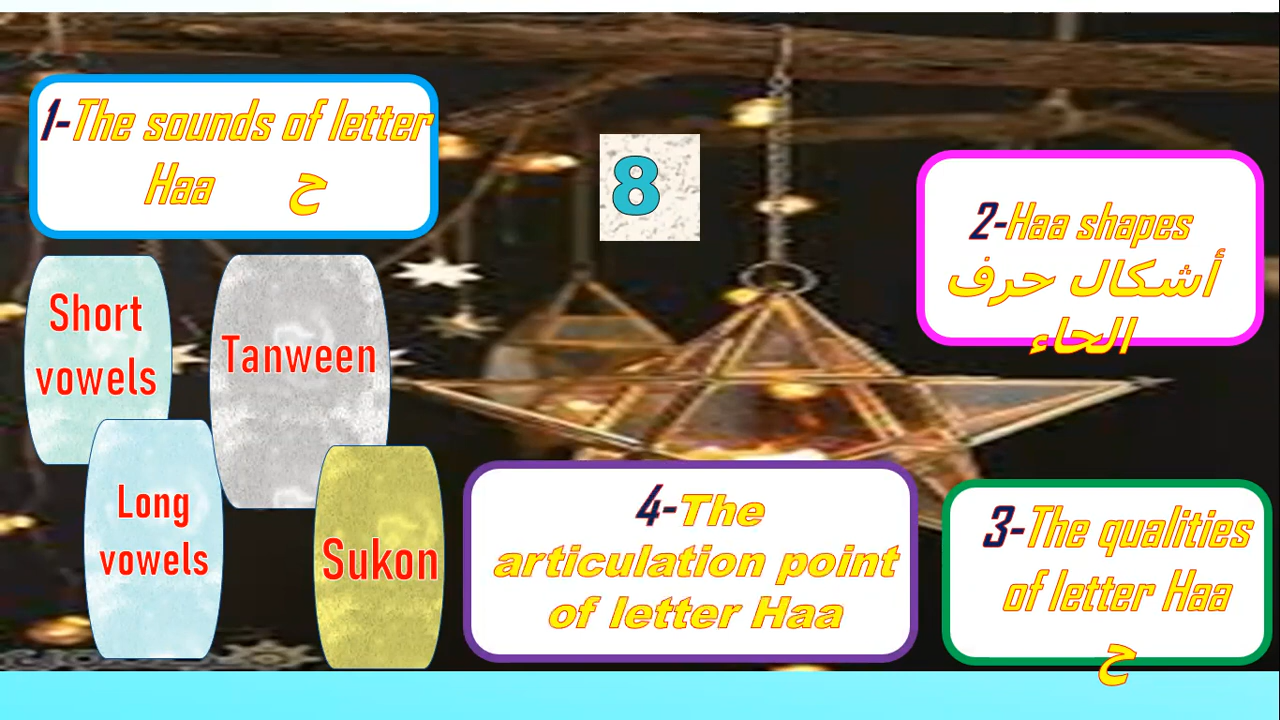 1-The sounds of letter
Haa ح
Short
vowels
Tanween
Long
vowels
Sukon
8
2-Haa shapes
أشكال حرف
الحاء
3-The qualities
of letter Haa
ح
4-The
articulation point
of letter Haa